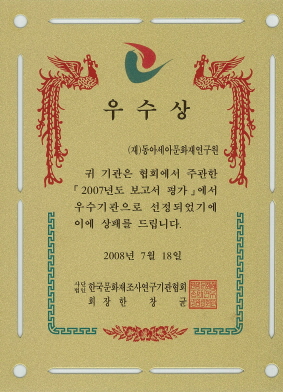 우수상
(재)동아세아문화재연구원
귀 기관은 협회에서 주관한
『2007년도 보고서 평가』에서
우수기관으로 선정되었기에
이에 상패를 드립니다.
2008년 7월 18일
사단법인 한국문화재조사연구기관협회
회장 한 창 균